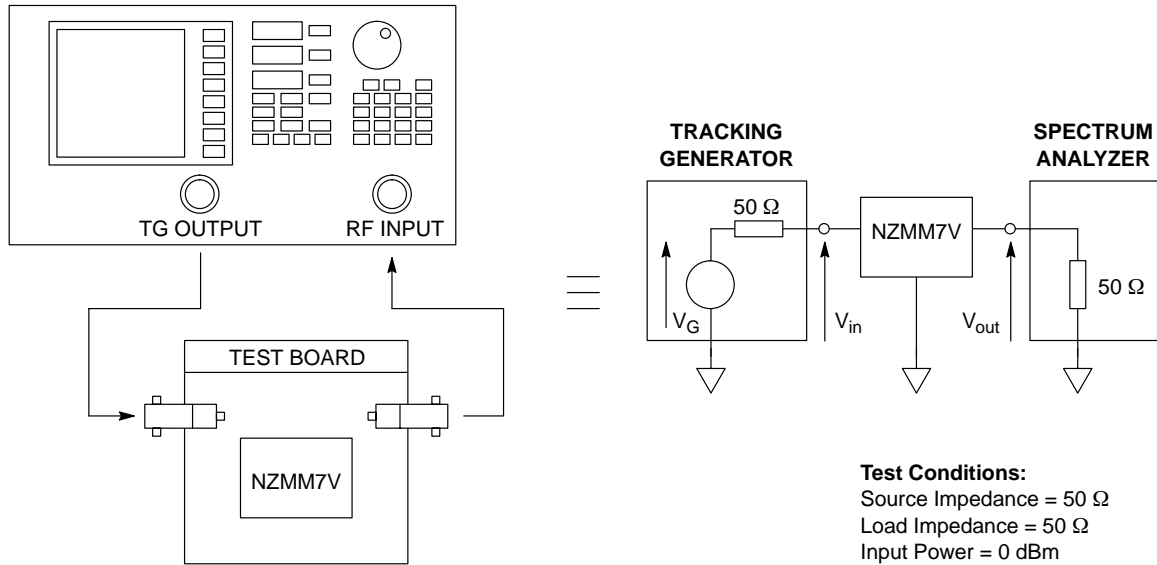 TG OUTPUT
RF INPUT
TEST BOARD
NZMM7V
TRACKING
GENERATOR
50 Ω
V_G
V_in
NZMM7V
V_out
SPECTRUM
ANALYZER
50 Ω
Test Conditions:
Source Impedance = 50 Ω
Load Impedance = 50 Ω
Input Power = 0 dBm